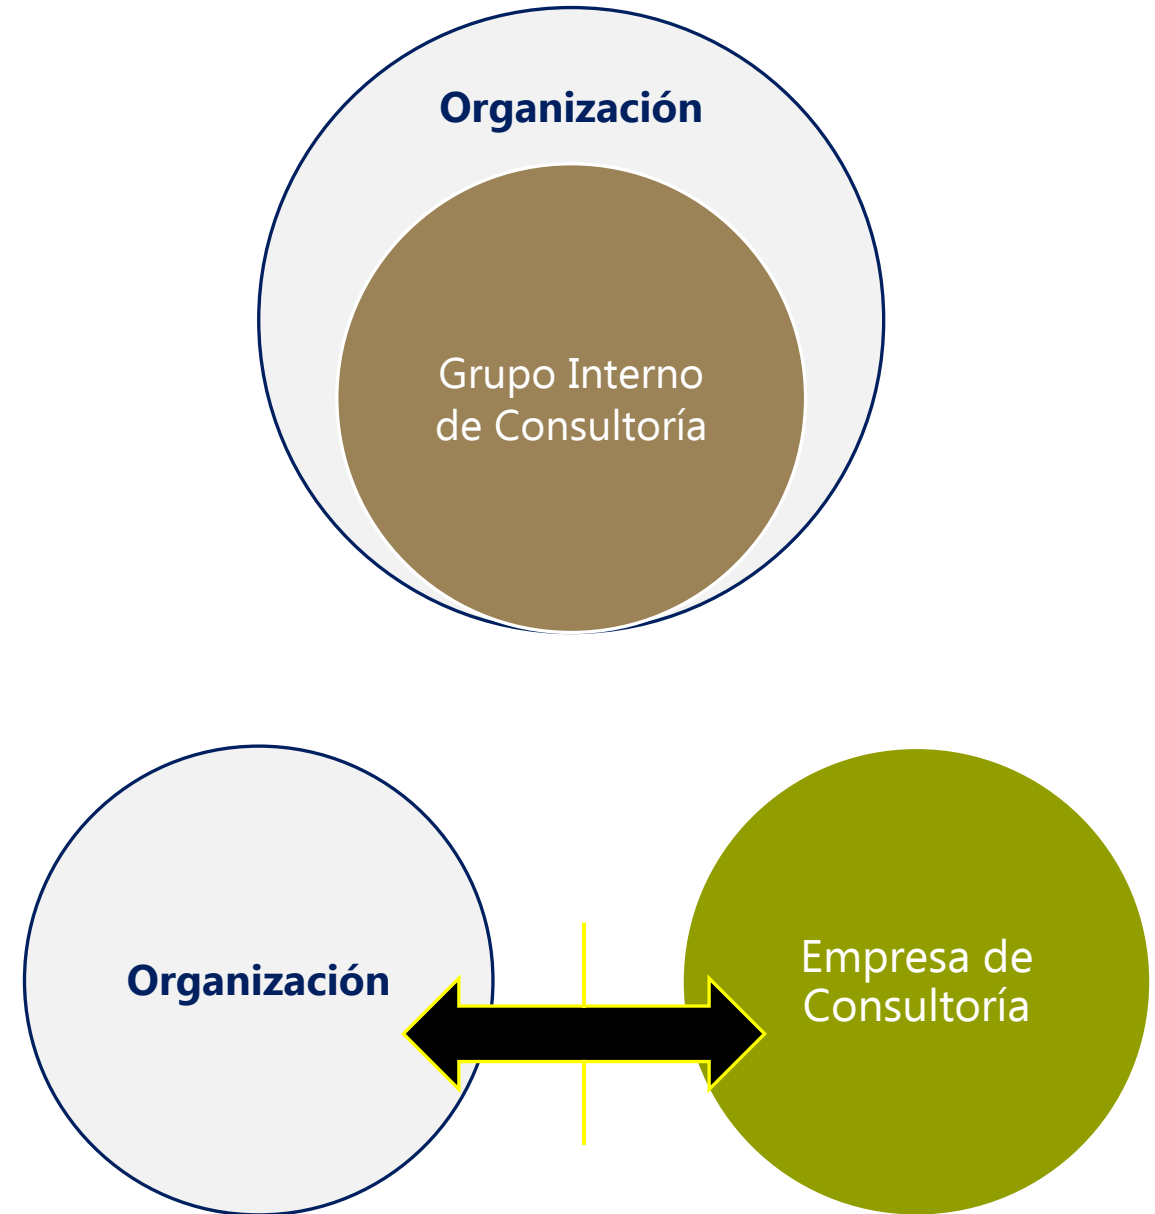 Organización
Grupo Interno
de Consultoría
Organización
Empresa de
Consultoría